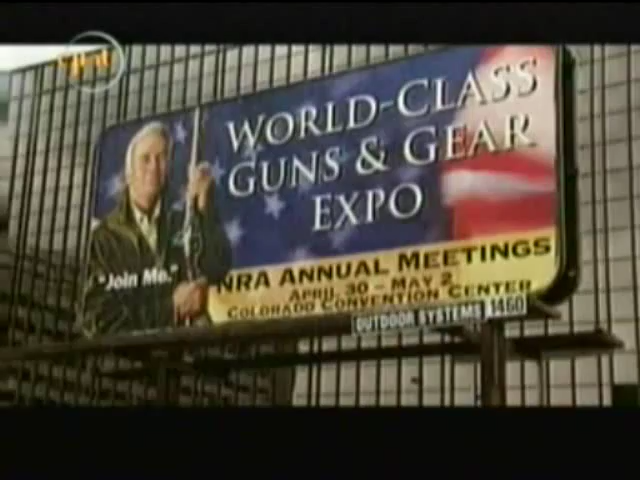 WORLD-CLASS
GUNS & GEAR
EXPO
"Join Me."
NRA ANNUAL MEETINGS
APRIL 30 - MAY 2
COLORADO CONVENTION CENTER
OUTDOOR SYSTEMS 1460